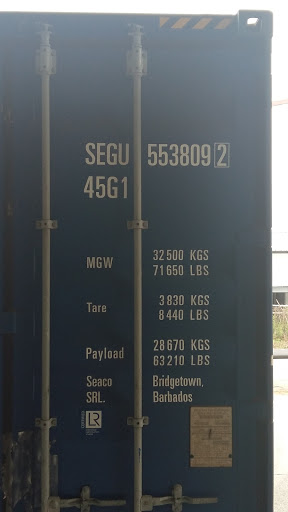 SEGU 553809 2
45G1
MGW 32 500 KGS
71 650 LBS
Tare 3 830 KGS
8 440 LBS
Payload 28 670 KGS
63 210 LBS
Seaco Bridgetown,
SRL. Barbados
LR